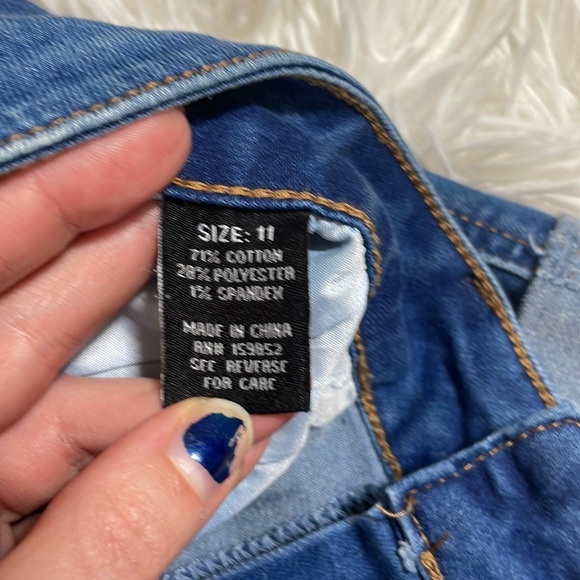 SIZE: 11
71% COTTON
28% POLYESTER
1% SPANDEX
MADE IN CHINA
RN# 159852
SEE REVERSE
FOR CARE